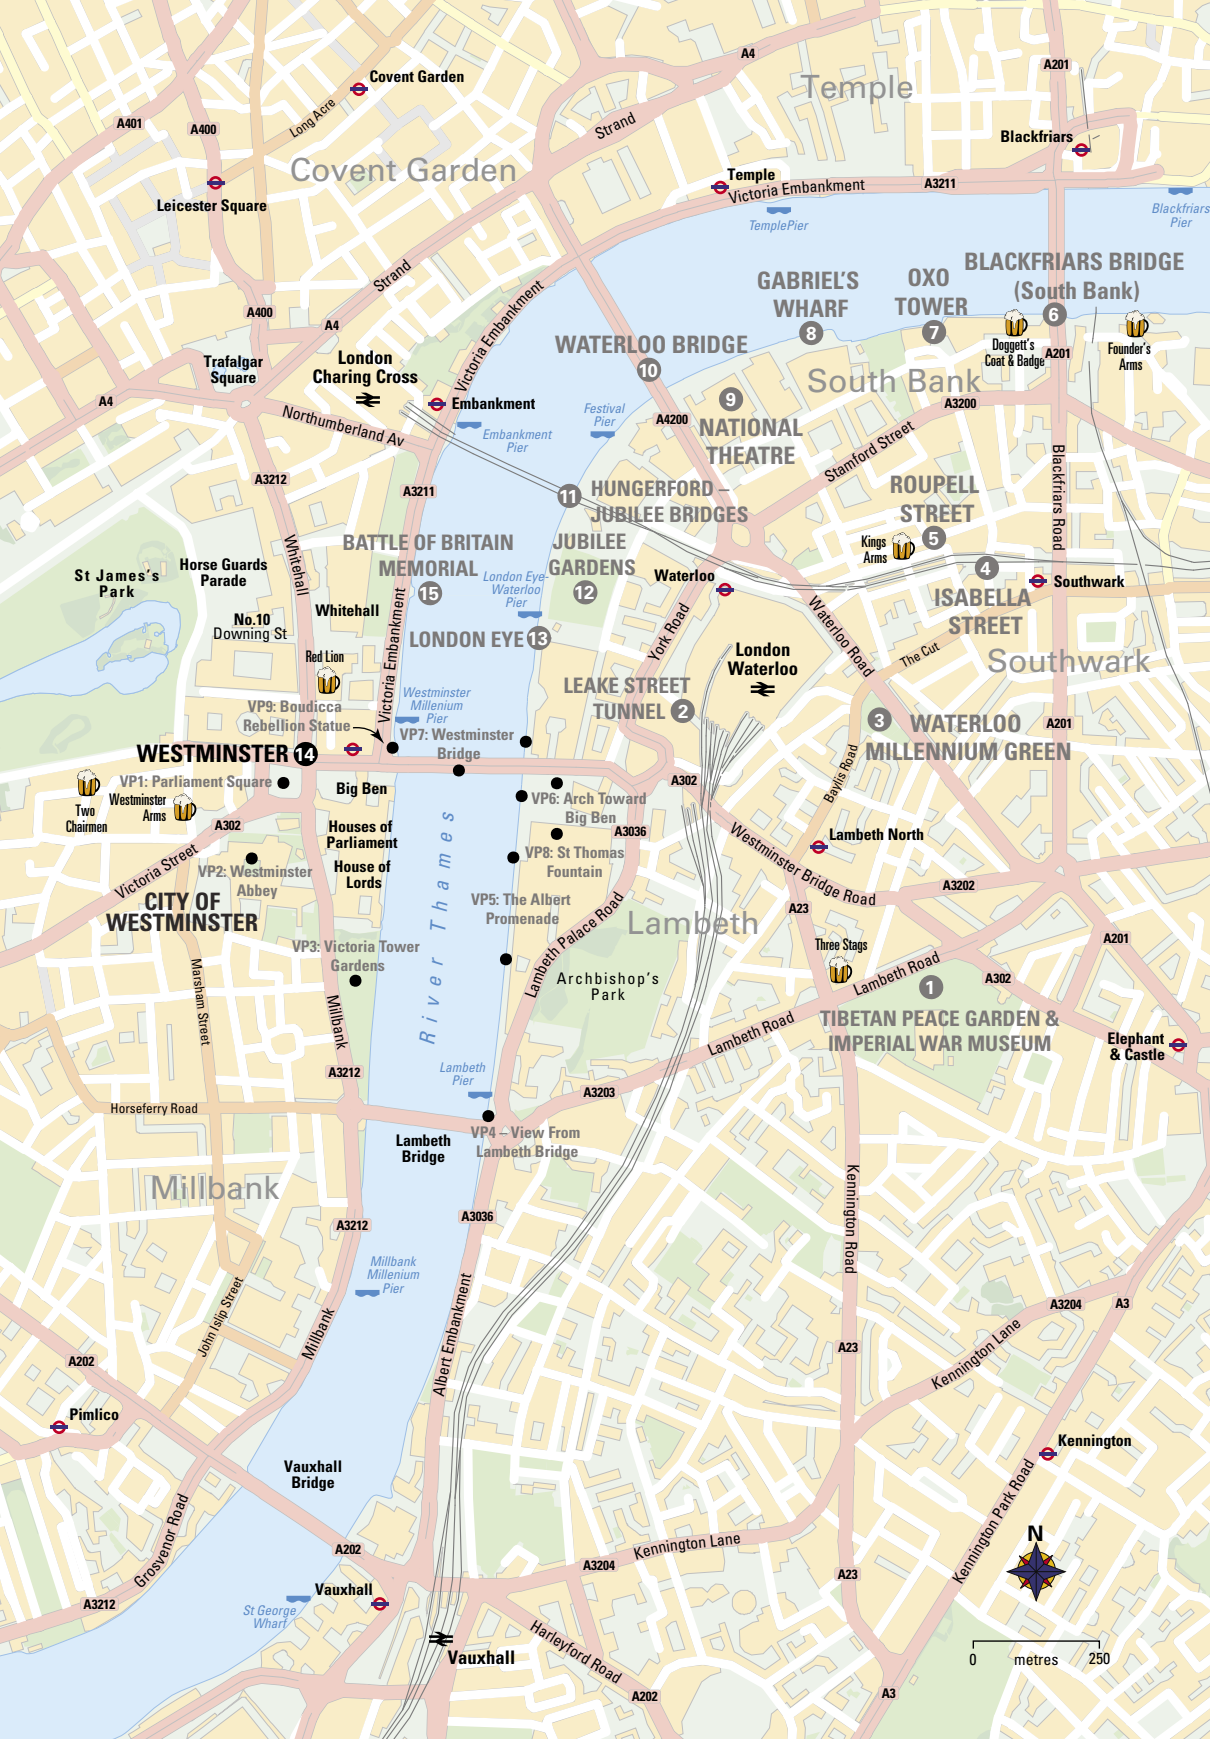 A4
A201
Temple
Covent Garden
Long Acre
A401
A400
Strand
Blackfriars
Covent Garden
Temple
Victoria Embankment
A3211
Leicester Square
TemplePier
Blackfriars
Pier
Strand
BLACKFRIARS BRIDGE
(South Bank)
6
OXO
TOWER
7
GABRIEL'S
WHARF
8
A400
A4
Victoria Embankment
Doggett's
Coat & Badge
A201
Founder's
Arms
WATERLOO BRIDGE
10
Trafalgar
Square
London
Charing Cross
South Bank
A4
Embankment
Northumberland Av
Embankment
Pier
Festival
Pier
A4200
9
NATIONAL
THEATRE
A3200
Stamford Street
Blackfriars Road
A3212
A3211
11
HUNGERFORD –
JUBILEE BRIDGES
ROUPELL
STREET
5
Kings
Arms
Whitehall
BATTLE OF BRITAIN
MEMORIAL
15
JUBILEE
GARDENS
12
Horse Guards
Parade
St James's
Park
London Eye-
Waterloo
Pier
Waterloo
4
ISABELLA
STREET
Southwark
No.10
Downing St
Whitehall
Victoria Embankment
LONDON EYE
13
York Road
Waterloo Road
The Cut
London
Waterloo
Southwark
Red Lion
LEAKE STREET
TUNNEL
2
VP9: Boudicca
Rebellion Statue
Westminster
Millenium
Pier
3
WATERLOO
MILLENNIUM GREEN
A201
VP7: Westminster
Bridge
WESTMINSTER
14
VP1: Parliament Square
Big Ben
A302
Baylis Road
Two
Chairmen
Westminster
Arms
VP6: Arch Toward
Big Ben
A302
Houses of
Parliament
A3036
Lambeth North
Westminster Bridge Road
VP8: St Thomas
Fountain
Victoria Street
VP2: Westminster
Abbey
House of
Lords
River Thames
A3202
CITY OF
WESTMINSTER
VP5: The Albert
Promenade
Lambeth Palace Road
Lambeth
A23
A201
VP3: Victoria Tower
Gardens
Three Stags
Lambeth Road
A302
Marsham Street
Archbishop's
Park
1
TIBETAN PEACE GARDEN &
IMPERIAL WAR MUSEUM
Millbank
Lambeth Road
Elephant
& Castle
A3212
Lambeth
Pier
A3203
Horseferry Road
VP4 – View From
Lambeth Bridge
Lambeth
Bridge
Millbank
Kennington Road
A3212
A3036
Millbank
Millenium
Pier
John Islip Street
Millbank
Albert Embankment
A3204
A3
A202
A23
Kennington Lane
Pimlico
Kennington
Vauxhall
Bridge
Kennington Park Road
Grosvenor Road
A202
Kennington Lane
A3204
N
A23
Vauxhall
A3212
St George
Wharf
Harleyford Road
Vauxhall
0
metres
250
A202
A3